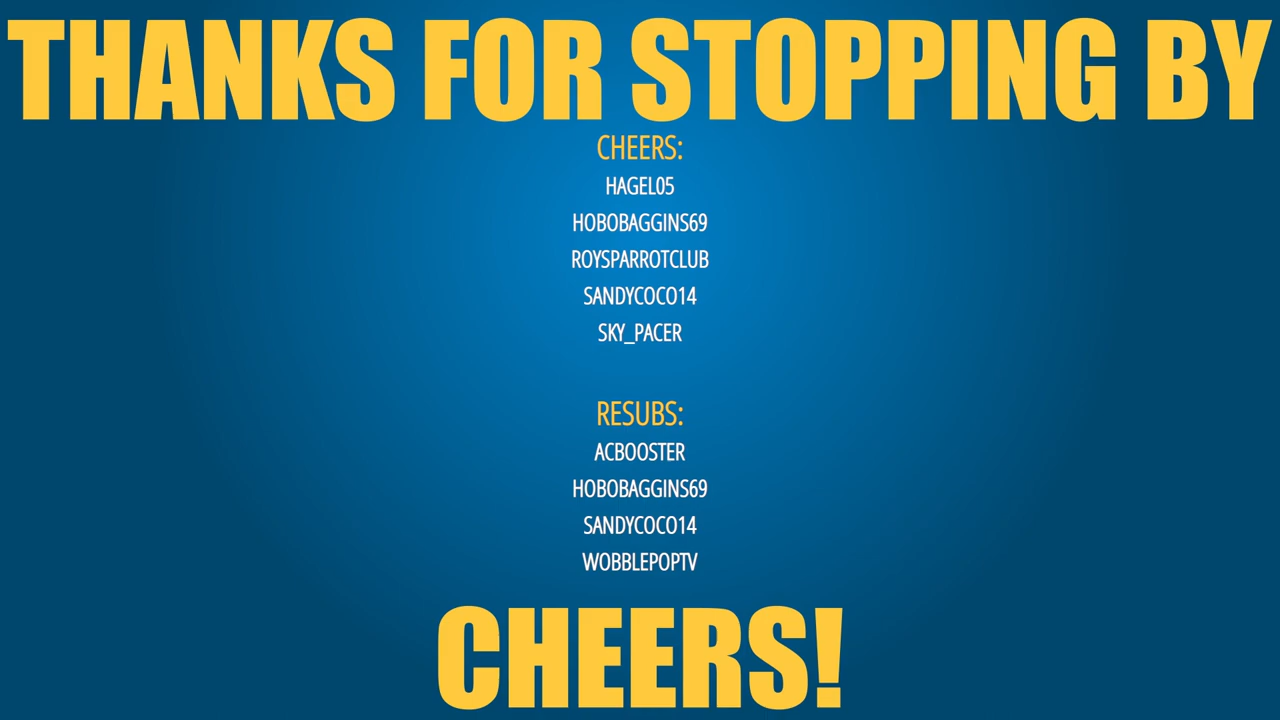 THANKS FOR STOPPING BY
CHEERS:
HAGEL05
HOBOBAGGINS69
ROYSPARROTCLUB
SANDYCOCO14
SKY_PACER
RESUBS:
ACBOOSTER
HOBOBAGGINS69
SANDYCOCO14
WOBBLEPOPTV
CHEERS!